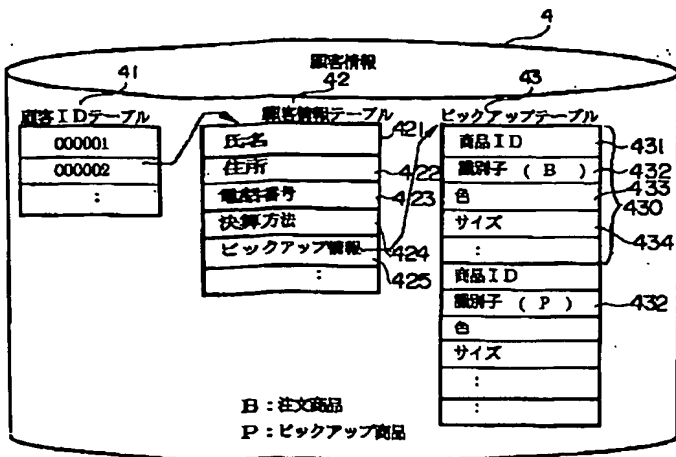 4
顧客情報
41
42
43
顧客IDテーブル
000001
000002
:
顧客情報テーブル
氏名
421
住所
422
電話番号
423
決算方法
424
ピックアップ情報
425
:
ピックアップテーブル
商品ID
431
識別子 ( B )
432
色
433
430
サイズ
434
:
商品ID
識別子 ( P )
432
色
サイズ
:
:
B:注文商品
P:ピックアップ商品